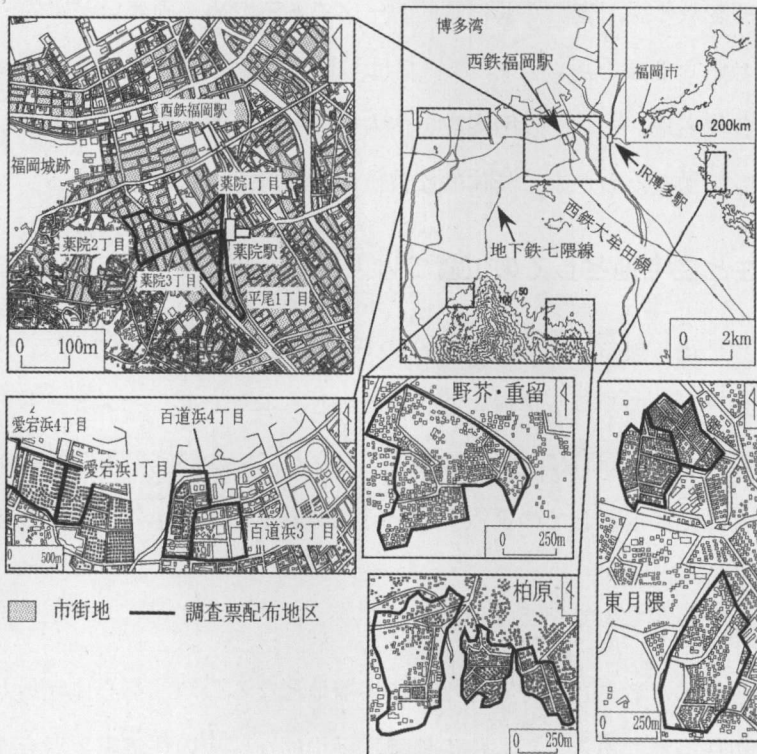 西鉄福岡駅
福岡城跡
薬院1丁目
薬院2丁目
薬院駅
薬院3丁目
平尾1丁目
0 100m
博多湾
西鉄福岡駅
福岡市
0 200km
JR博多駅
西鉄大牟田線
地下鉄七隈線
50
100
0 2km
愛宕浜4丁目
百道浜4丁目
愛宕浜1丁目
百道浜3丁目
0 500m
野芥・重留
0 250m
柏原
0 250m
東月隈
0 250m
市街地
調査票配布地区